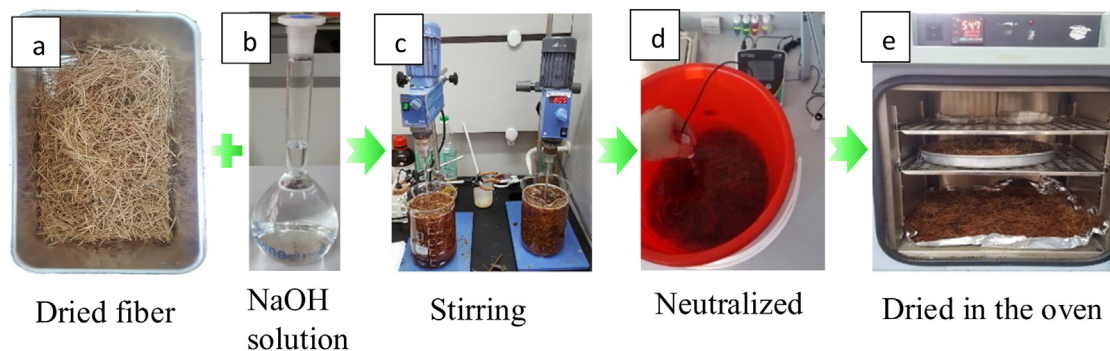 a
b
c
d
e
Dried fiber
NaOH
solution
Stirring
Neutralized
Dried in the oven